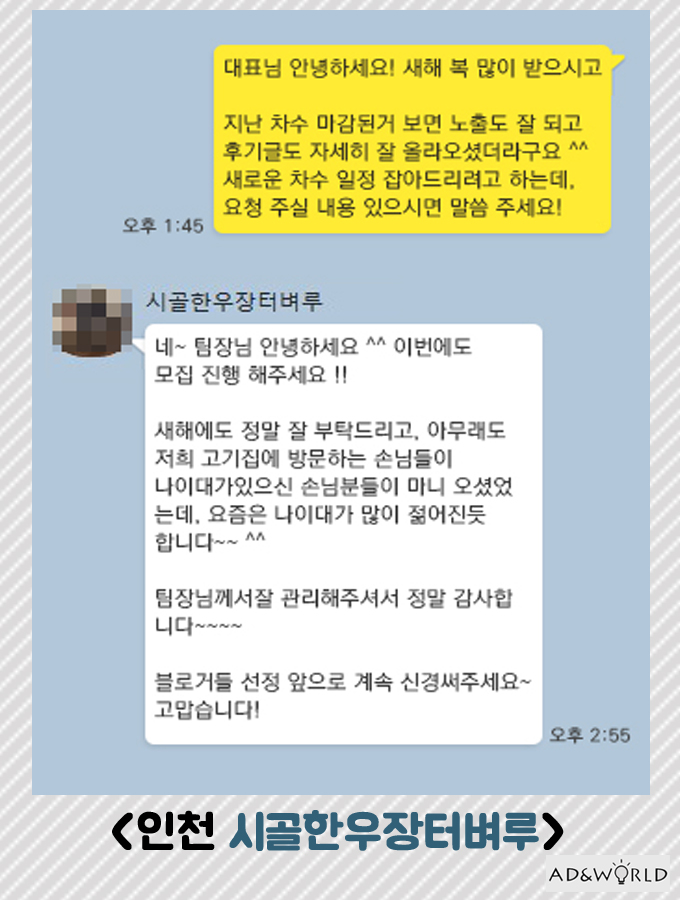 대표님 안녕하세요! 새해 복 많이 받으시고
지난 차수 마감된거 보면 노출도 잘 되고
후기글도 자세히 잘 올라오셨더라구요 ^^
새로운 차수 일정 잡아드리려고 하는데,
요청 주실 내용 있으시면 말씀 주세요!
오후 1:45
시골한우장터벼루
네~ 팀장님 안녕하세요 ^^ 이번에도
모집 진행 해주세요 !!
새해에도 정말 잘 부탁드리고, 아무래도
저희 고기집에 방문하는 손님들이
나이대가있으신 손님분들이 마니 오셨었
는데, 요즘은 나이대가 많이 젊어진듯
합니다~~ ^^
팀장님께서잘 관리해주셔서 정말 감사합
니다~~~~
블로거들 선정 앞으로 계속 신경써주세요~
고맙습니다!
오후 2:55
<인천 시골한우장터벼루>
AD&WORLD